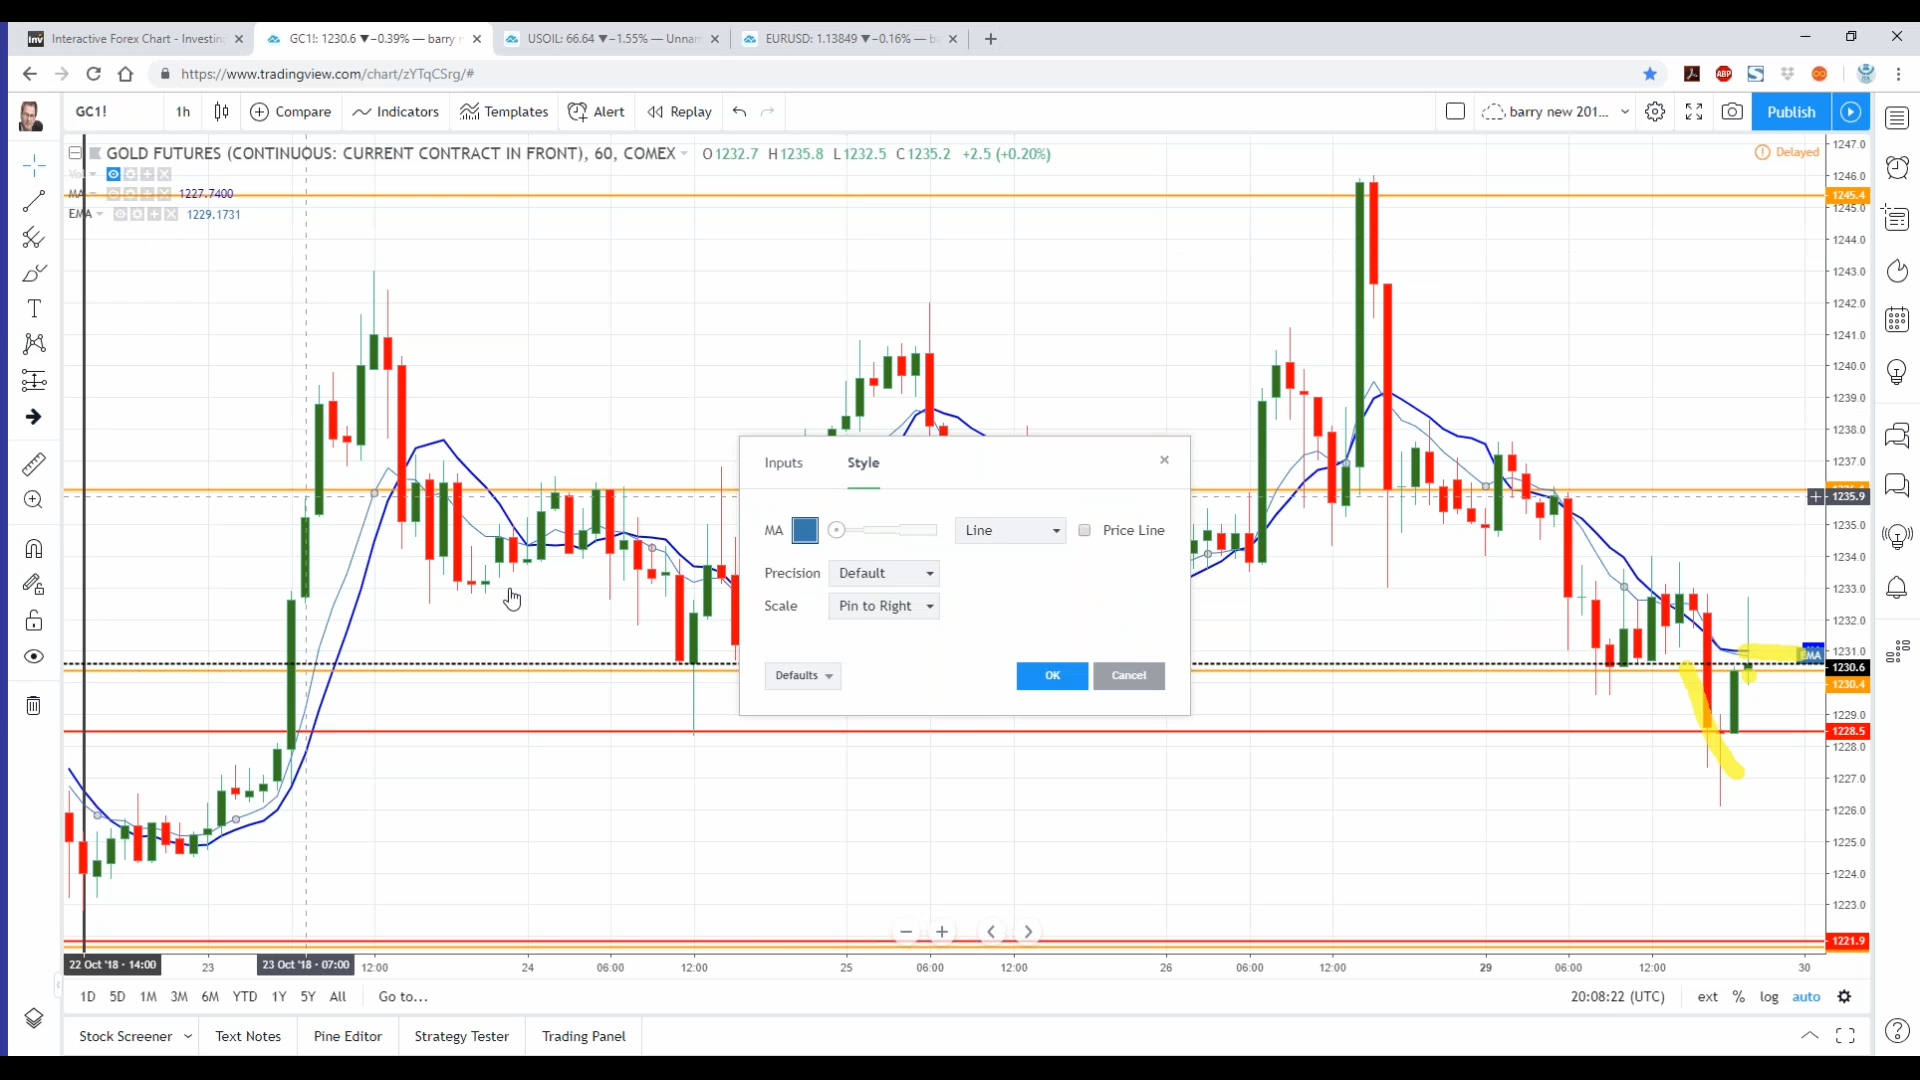 Interactive Forex Chart - Investin
GC1!: 1230.6 ▼−0.39% — barry
USOIL: 66.64 ▼−1.55% — Unnam
EURUSD: 1.13849 ▼−0.16% — b
https://www.tradingview.com/chart/zYTqCSrg/#
GC1!
1h
Compare
Indicators
Templates
Alert
Replay
barry new 201...
Publish
GOLD FUTURES (CONTINUOUS: CURRENT CONTRACT IN FRONT), 60, COMEX
O1232.7 H1235.8 L1232.5 C1235.2 +2.5 (+0.20%)
Delayed
Vol
MA 1227.7400
EMA 1229.1731
1247.0
1246.0
1245.4
1245.0
1244.0
1243.0
1242.0
1241.0
1240.0
1239.0
1238.0
1237.0
1235.9
1235.0
1234.0
1233.0
1232.0
1231.0
EMA
1230.6
1230.4
1229.0
1228.5
1228.0
1227.0
1226.0
1225.0
1224.0
1223.0
1221.9
Inputs
Style
MA
Line
Price Line
Precision
Default
Scale
Pin to Right
Defaults
OK
Cancel
22 Oct '18 - 14:00
23
23 Oct '18 - 07:00
12:00
24
06:00
12:00
25
06:00
12:00
26
06:00
12:00
29
06:00
12:00
30
1D 5D 1M 3M 6M YTD 1Y 5Y All
Go to...
20:08:22 (UTC)
ext % log auto
Stock Screener
Text Notes
Pine Editor
Strategy Tester
Trading Panel